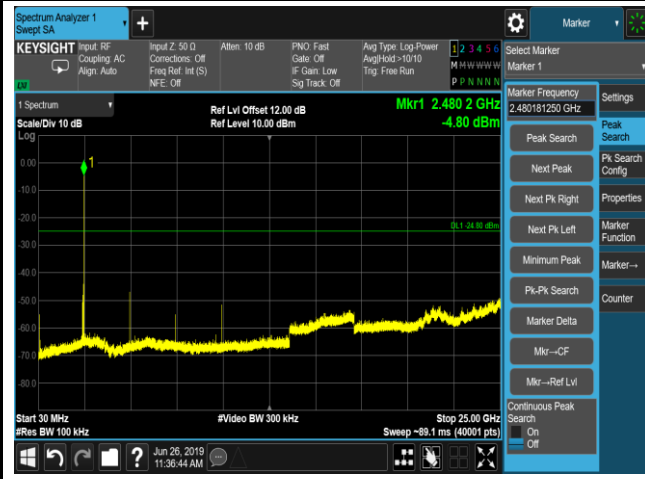 Spectrum Analyzer 1
Swept SA
Marker
KEYSIGHT
Input: RF
Coupling: AC
Align: Auto
Input Z: 50 Ω
Corrections: Off
Freq Ref: Int (S)
NFE: Off
Atten: 10 dB
PNO: Fast
Gate: Off
IF Gain: Low
Sig Track: Off
Avg Type: Log-Power
Avg|Hold:>10/10
Trig: Free Run
1 2 3 4 5 6
M M W W W W
P P N N N N
LXI
1 Spectrum
Scale/Div 10 dB
Log
Ref Lvl Offset 12.00 dB
Ref Level 10.00 dBm
Mkr1 2.480 2 GHz
-4.80 dBm
1
0.00
-10.0
-20.0
DL1 -24.80 dBm
-30.0
-40.0
-50.0
-60.0
-70.0
-80.0
Start 30 MHz
#Res BW 100 kHz
#Video BW 300 kHz
Stop 25.00 GHz
Sweep ~89.1 ms (40001 pts)
Jun 26, 2019
11:36:44 AM
Select Marker
Marker 1
Marker Frequency
2.480181250 GHz
Peak Search
Next Peak
Next Pk Right
Next Pk Left
Minimum Peak
Pk-Pk Search
Marker Delta
Mkr→CF
Mkr→Ref Lvl
Continuous Peak
Search
On
Off
Settings
Peak
Search
Pk Search
Config
Properties
Marker
Function
Marker→
Counter